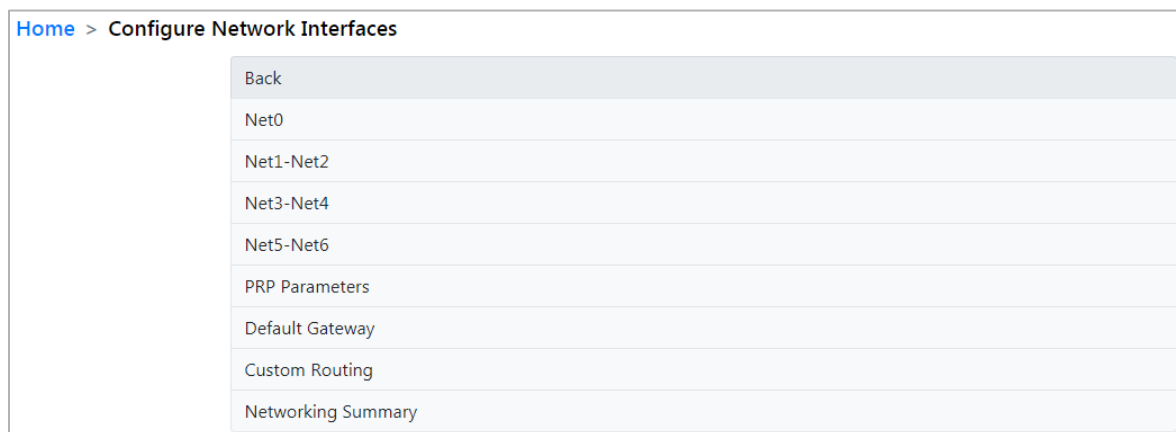 Home > Configure Network Interfaces
Back
Net0
Net1-Net2
Net3-Net4
Net5-Net6
PRP Parameters
Default Gateway
Custom Routing
Networking Summary